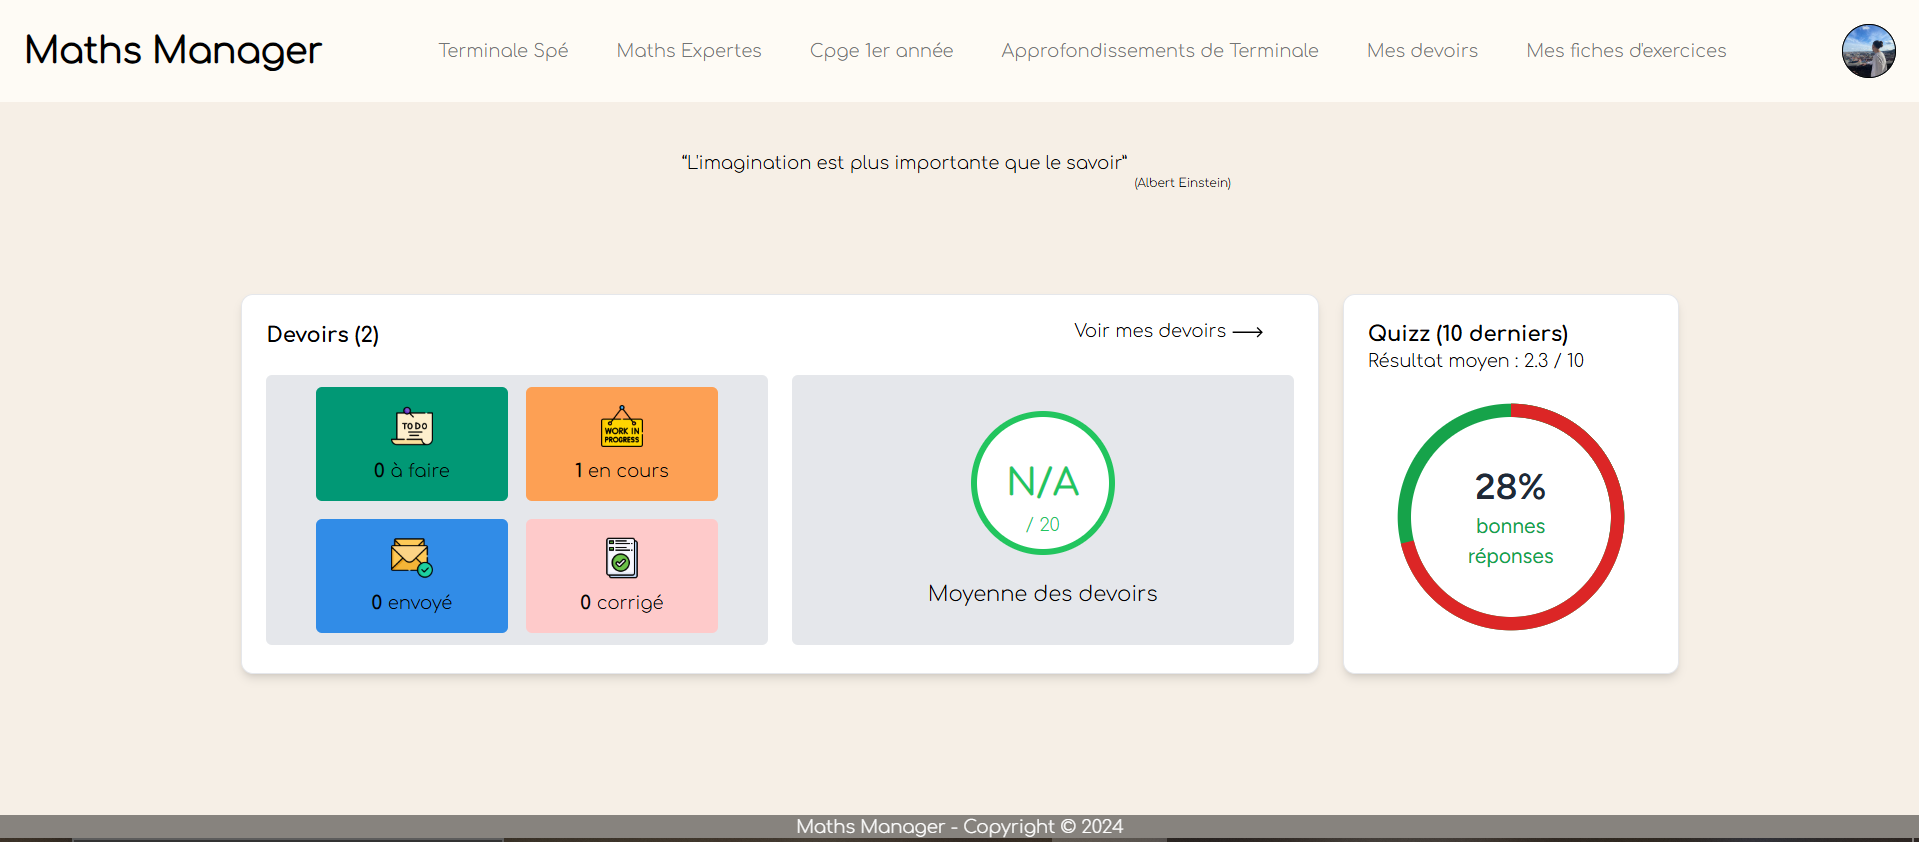 Maths Manager
Terminale Spé
Maths Expertes
Cpge 1er année
Approfondissements de Terminale
Mes devoirs
Mes fiches d'exercices
“L'imagination est plus importante que le savoir”
(Albert Einstein)
Devoirs (2)
Voir mes devoirs
TO DO
0 à faire
WORK IN
PROGRESS
1 en cours
0 envoyé
0 corrigé
N/A
/ 20
Moyenne des devoirs
Quizz (10 derniers)
Résultat moyen : 2.3 / 10
28%
bonnes
réponses
Maths Manager - Copyright © 2024